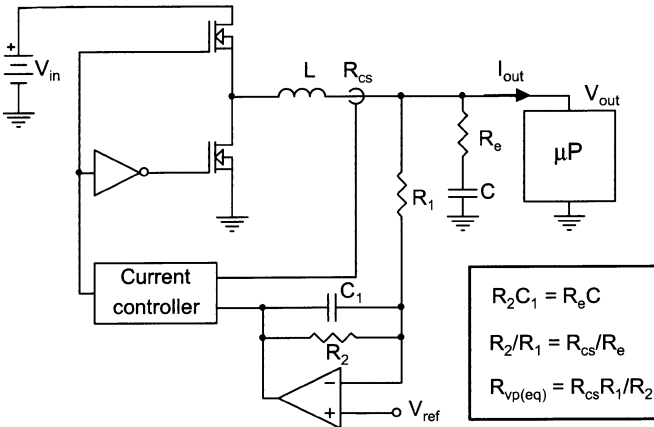 V_in
L
R_cs
I_out
V_out
R_e
μP
C
R_1
Current
controller
C_1
R_2
−
+
V_ref
R_2C_1 = R_eC
R_2/R_1 = R_cs/R_e
R_vp(eq) = R_csR_1/R_2
+